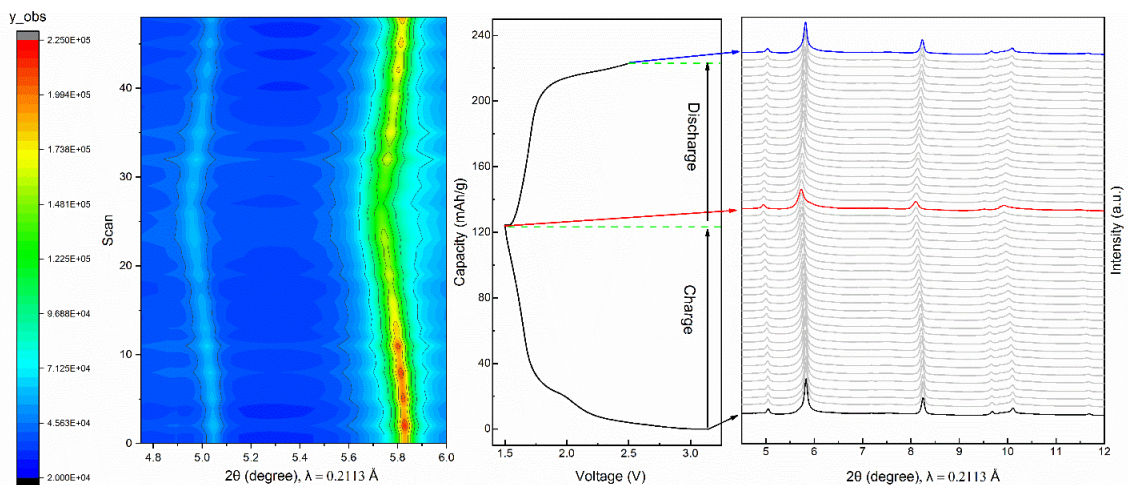 y_obs
2.250E+05
1.994E+05
1.738E+05
1.481E+05
1.225E+05
9.688E+04
7.125E+04
4.563E+04
2.000E+04
Scan
40
30
20
10
0
4.8 5.0 5.2 5.4 5.6 5.8 6.0
2θ (degree), λ = 0.2113 Å
Capacity (mAh/g)
240
200
160
120
80
40
0
1.5 2.0 2.5 3.0
Voltage (V)
Discharge
Charge
5 6 7 8 9 10 11 12
2θ (degree), λ = 0.2113 Å
Intensity (a.u.)